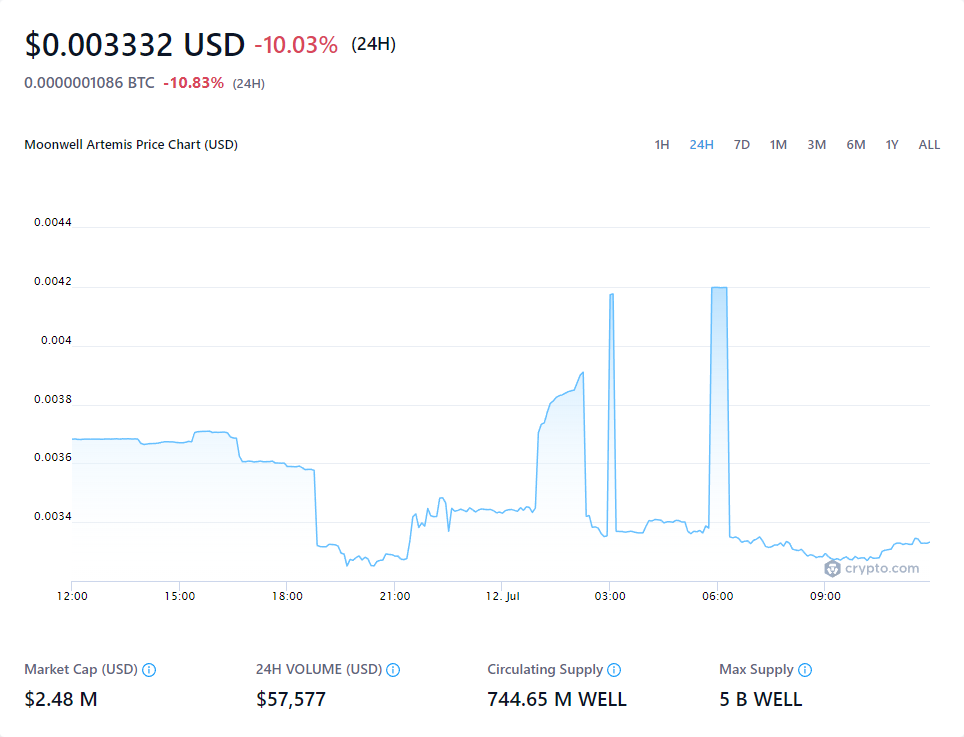 $0.003332 USD -10.03% (24H)
0.0000001086 BTC -10.83% (24H)
Moonwell Artemis Price Chart (USD) 1H 24H 7D 1M 3M 6M 1Y ALL
0.0044
0.0042
0.004
0.0038
0.0036
0.0034
crypto.com
12:00 15:00 18:00 21:00 12. Jul 03:00 06:00 09:00
Market Cap (USD) 24H VOLUME (USD) Circulating Supply Max Supply
$2.48 M $57,577 744.65 M WELL 5 B WELL